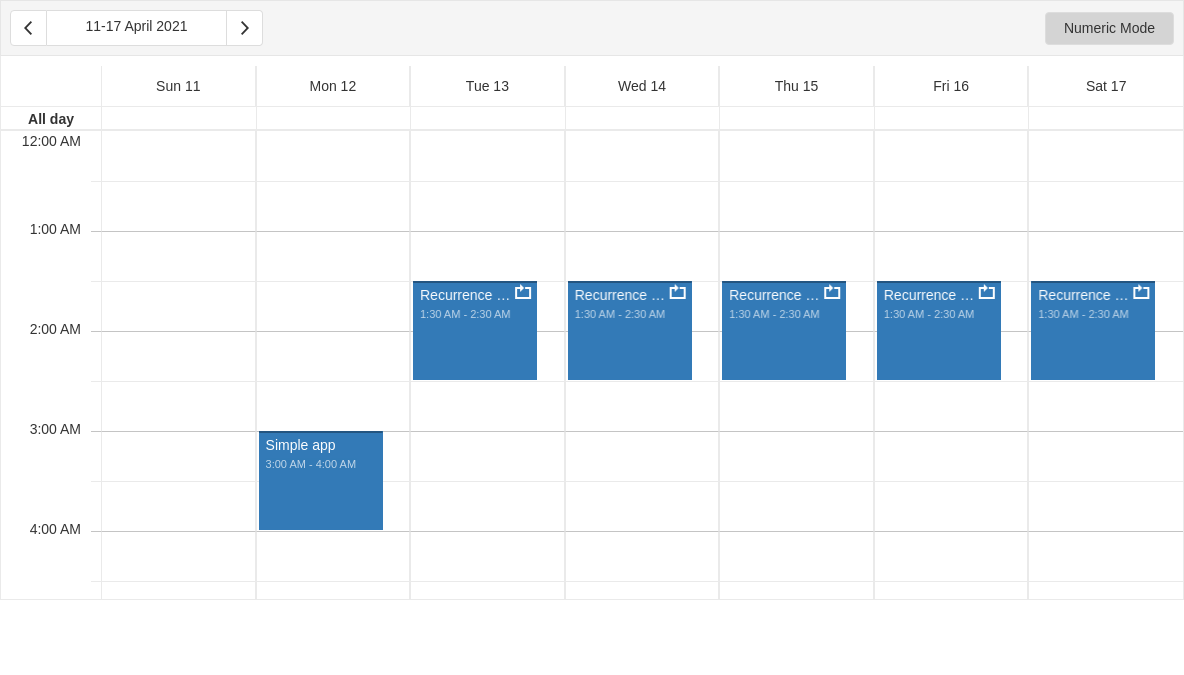 11-17 April 2021
Numeric Mode
Sun 11
Mon 12
Tue 13
Wed 14
Thu 15
Fri 16
Sat 17
All day
12:00 AM
1:00 AM
Recurrence ...
1:30 AM - 2:30 AM
Recurrence ...
1:30 AM - 2:30 AM
Recurrence ...
1:30 AM - 2:30 AM
Recurrence ...
1:30 AM - 2:30 AM
Recurrence ...
1:30 AM - 2:30 AM
2:00 AM
3:00 AM
Simple app
3:00 AM - 4:00 AM
4:00 AM